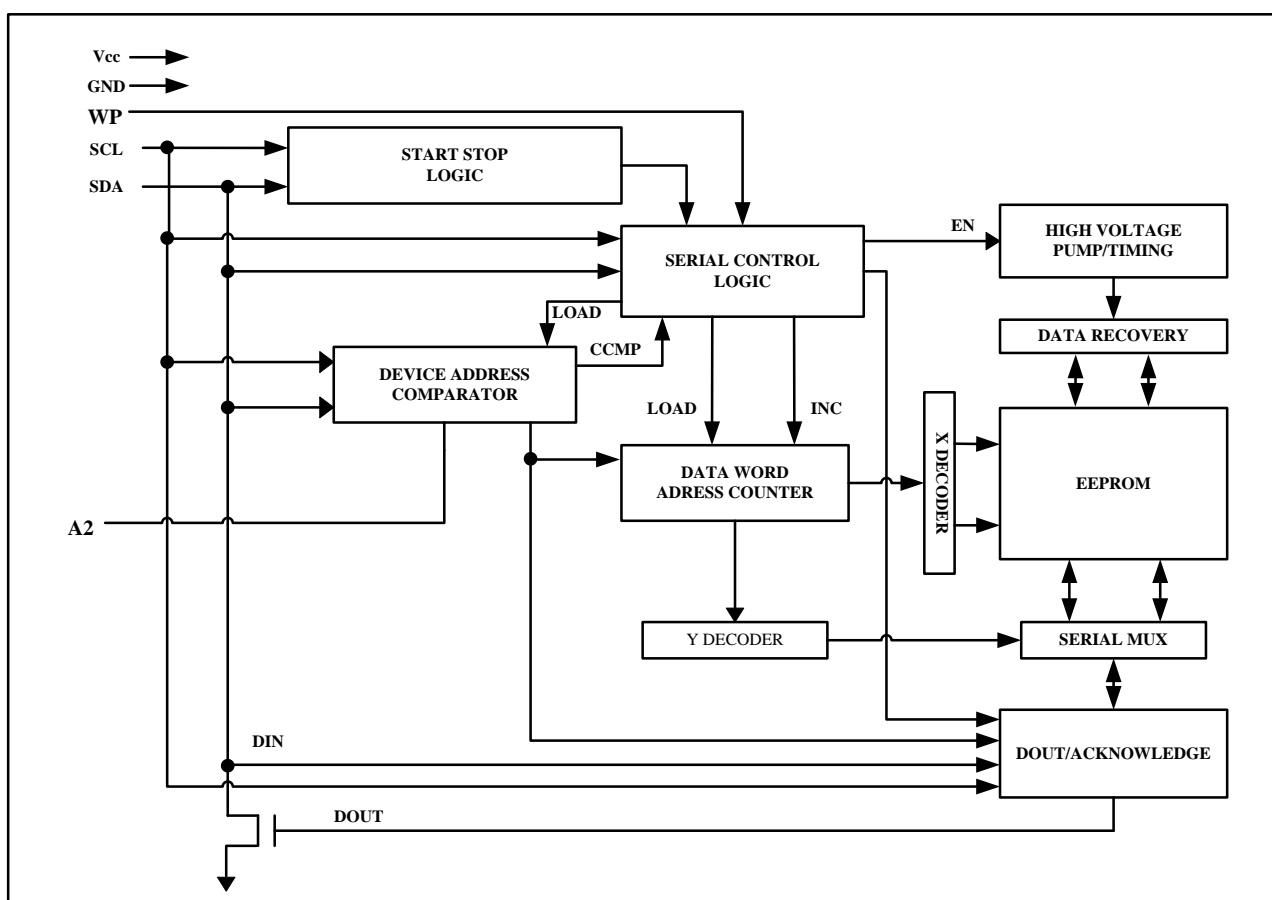 Vcc
GND
WP
SCL
SDA
START STOP
LOGIC
EN
HIGH VOLTAGE
PUMP/TIMING
SERIAL CONTROL
LOGIC
LOAD
CCMP
DATA RECOVERY
DEVICE ADDRESS
COMPARATOR
LOAD
INC
X DECODER
DATA WORD
ADRESS COUNTER
EEPROM
A2
Y DECODER
SERIAL MUX
DIN
DOUT/ACKNOWLEDGE
DOUT